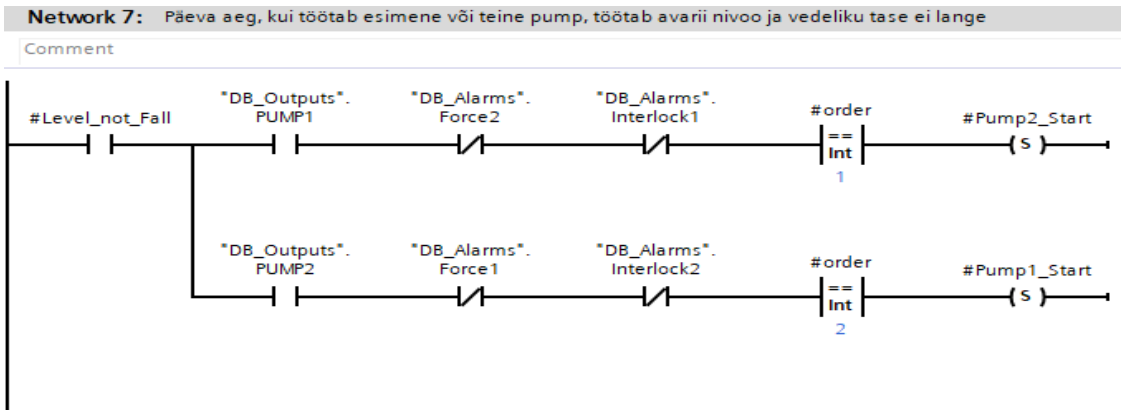 Network 7: Päeva aeg, kui töötab esimene või teine pump, töötab avarii nivoo ja vedeliku tase ei lange
Comment
#Level_not_Fall
"DB_Outputs".
PUMP1
"DB_Alarms".
Force2
"DB_Alarms".
Interlock1
#order
==
Int
1
#Pump2_Start
S
"DB_Outputs".
PUMP2
"DB_Alarms".
Force1
"DB_Alarms".
Interlock2
#order
==
Int
2
#Pump1_Start
S